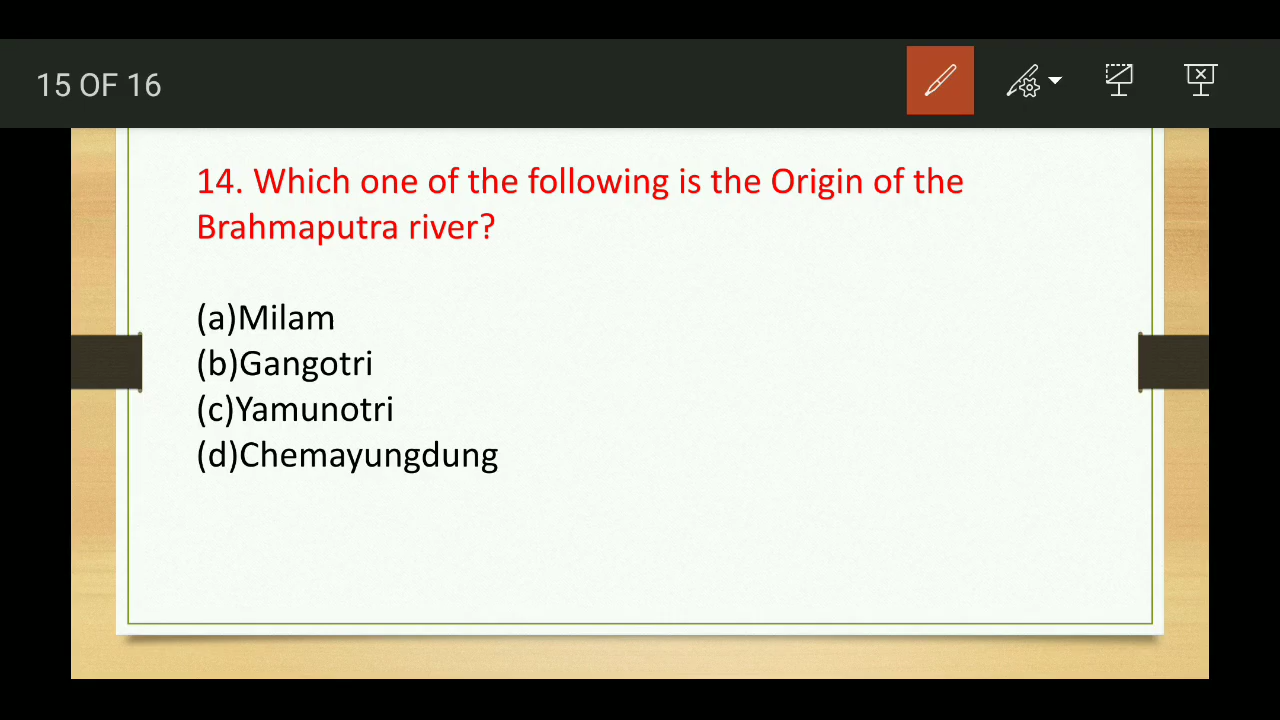 15 OF 16
14. Which one of the following is the Origin of the
Brahmaputra river?
(a)Milam
(b)Gangotri
(c)Yamunotri
(d)Chemayungdung